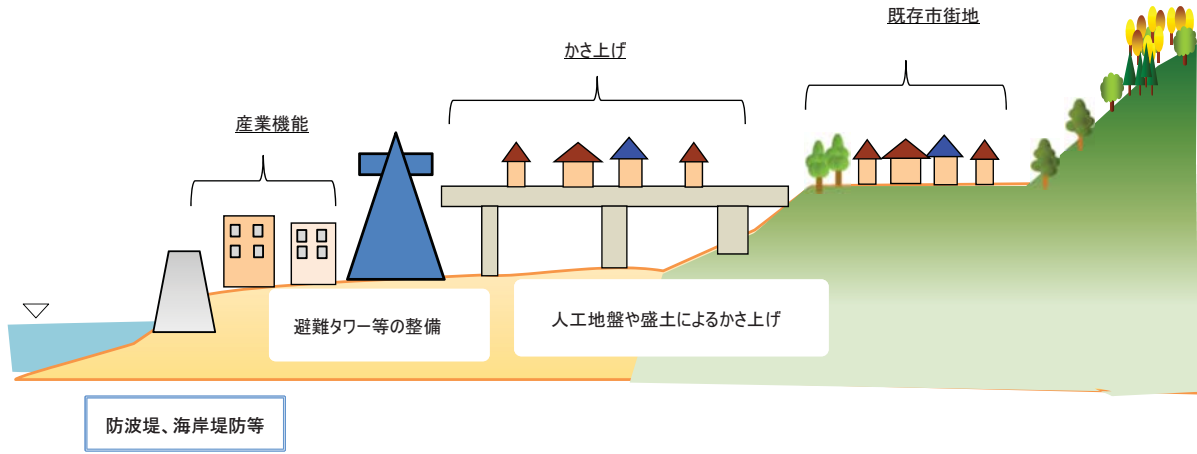 既存市街地
かさ上げ
産業機能
避難タワー等の整備
人工地盤や盛土によるかさ上げ
防波堤、海岸堤防等